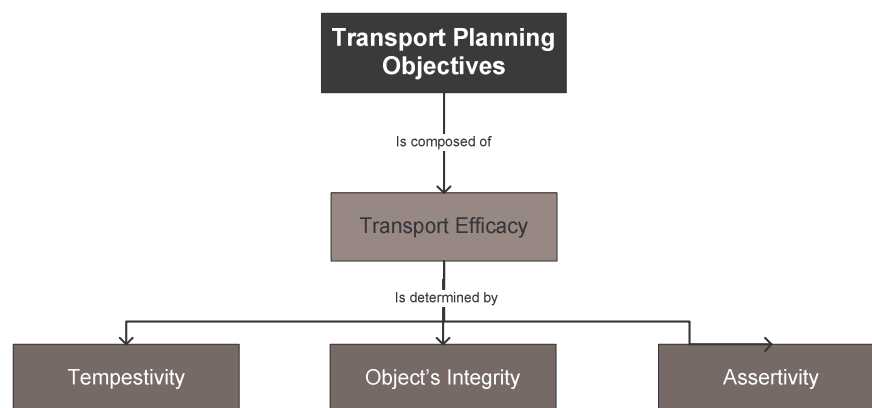 Transport Planning
Objectives
Is composed of
Transport Efficacy
Is determined by
Tempestivity
Object’s Integrity
Assertivity